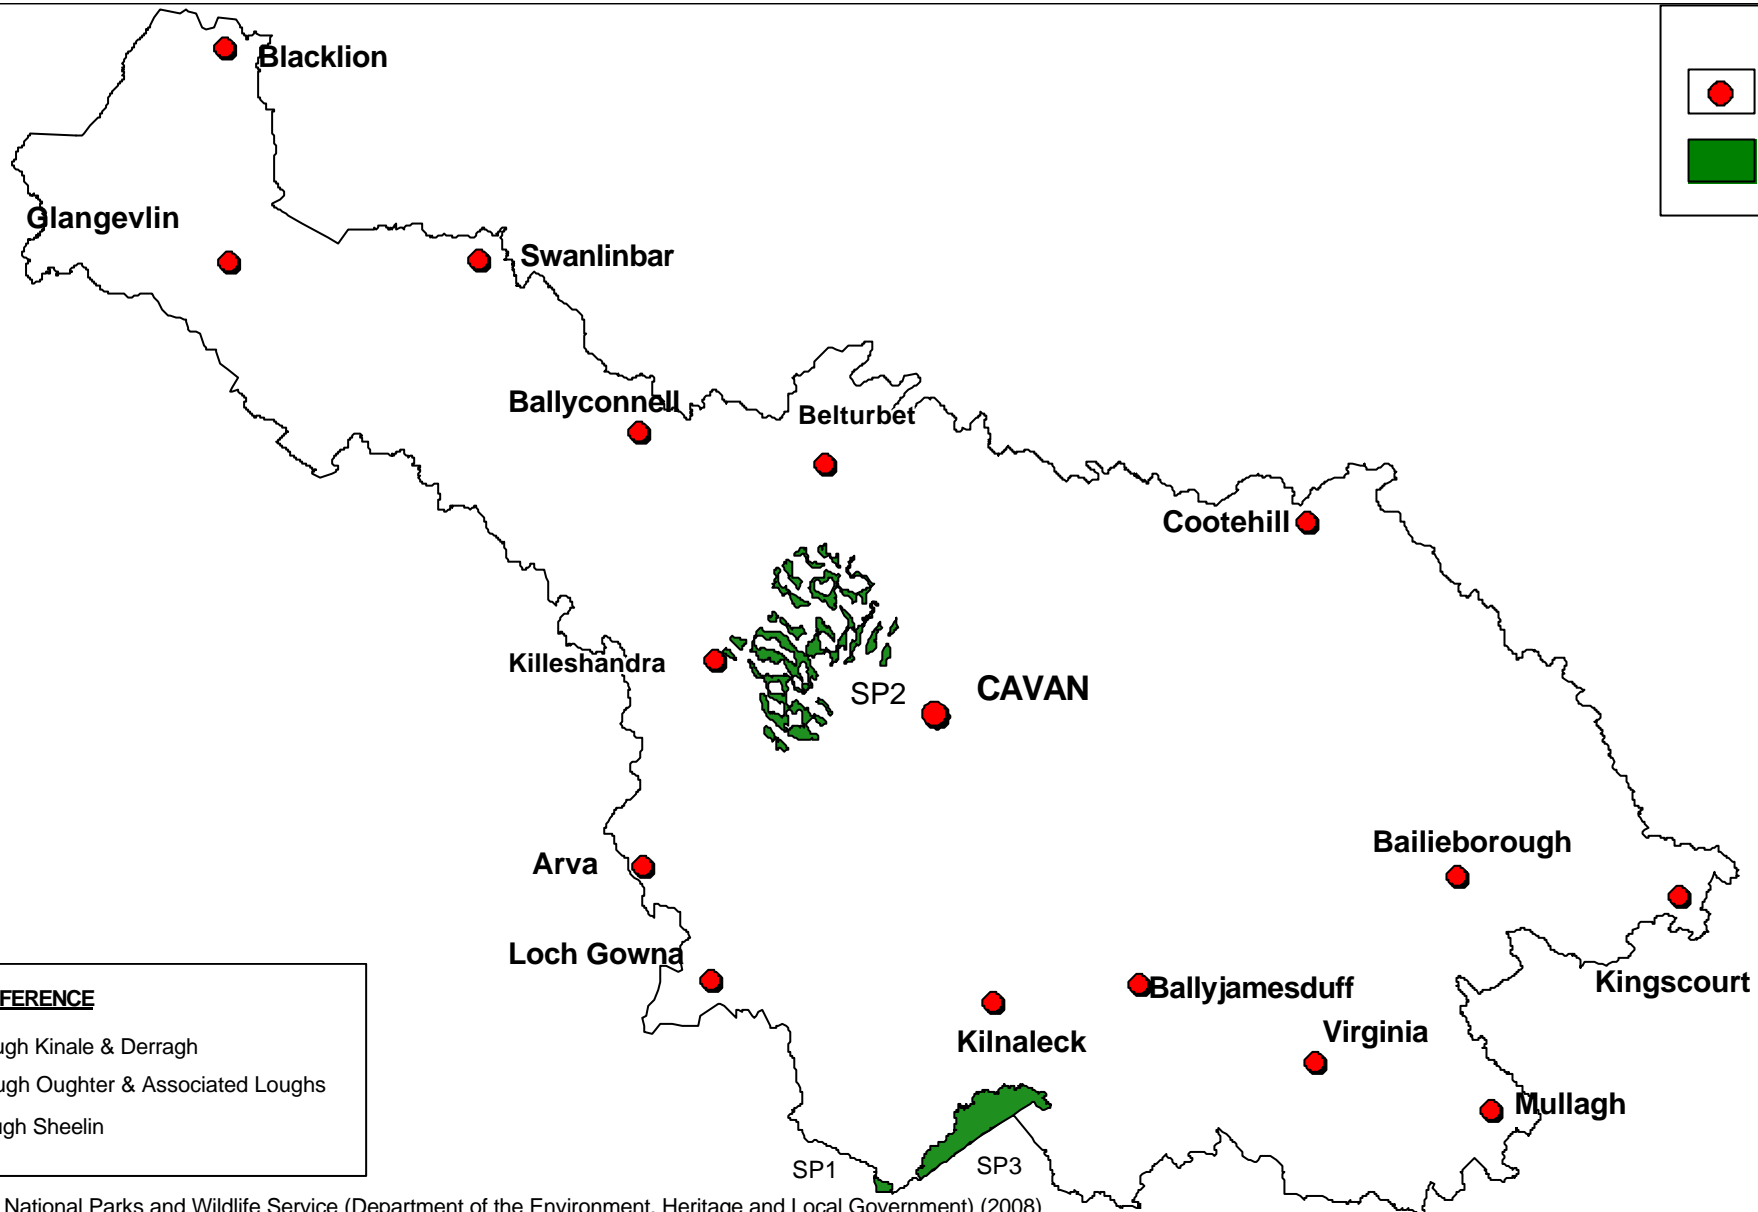 Blacklion
Glangevlin
Swanlinbar
Ballyconnell
Belturbet
Cootehill
Killeshandra
SP2
CAVAN
Arva
Bailieborough
Loch Gowna
Kingscourt
Ballyjamesduff
Kilnaleck
Virginia
Mullagh
SP1
SP3
FERENCE
ugh Kinale & Derragh
ugh Oughter & Associated Loughs
ugh Sheelin
National Parks and Wildlife Service (Department of the Environment, Heritage and Local Government) (2008)